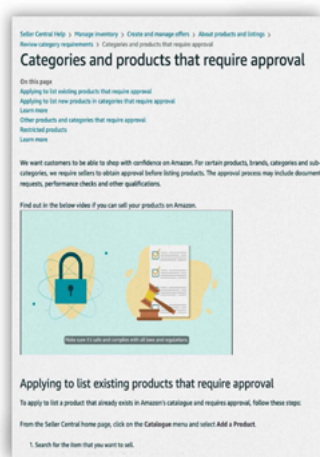 Seller Central Help > Manage inventory > Create and manage offers > About products and listings >
Review category requirements > Categories and products that require approval
Categories and products that require approval
On this page
Applying to list existing products that require approval
Applying to list new products in categories that require approval
Learn more
Other products and categories that require approval
Restricted products
Learn more
We want customers to be able to shop with confidence on Amazon. For certain products, brands, categories and sub-
categories, we require sellers to obtain approval before listing products. The approval process may include document
requests, performance checks and other qualifications.
Find out in the below video if you can sell your products on Amazon.
Make sure it's safe and complies with all laws and regulations.
Applying to list existing products that require approval
To apply to list a product that already exists in Amazon's catalogue and requires approval, follow these steps:
From the Seller Central home page, click on the Catalogue menu and select Add a Product.
1. Search for the item that you want to sell.